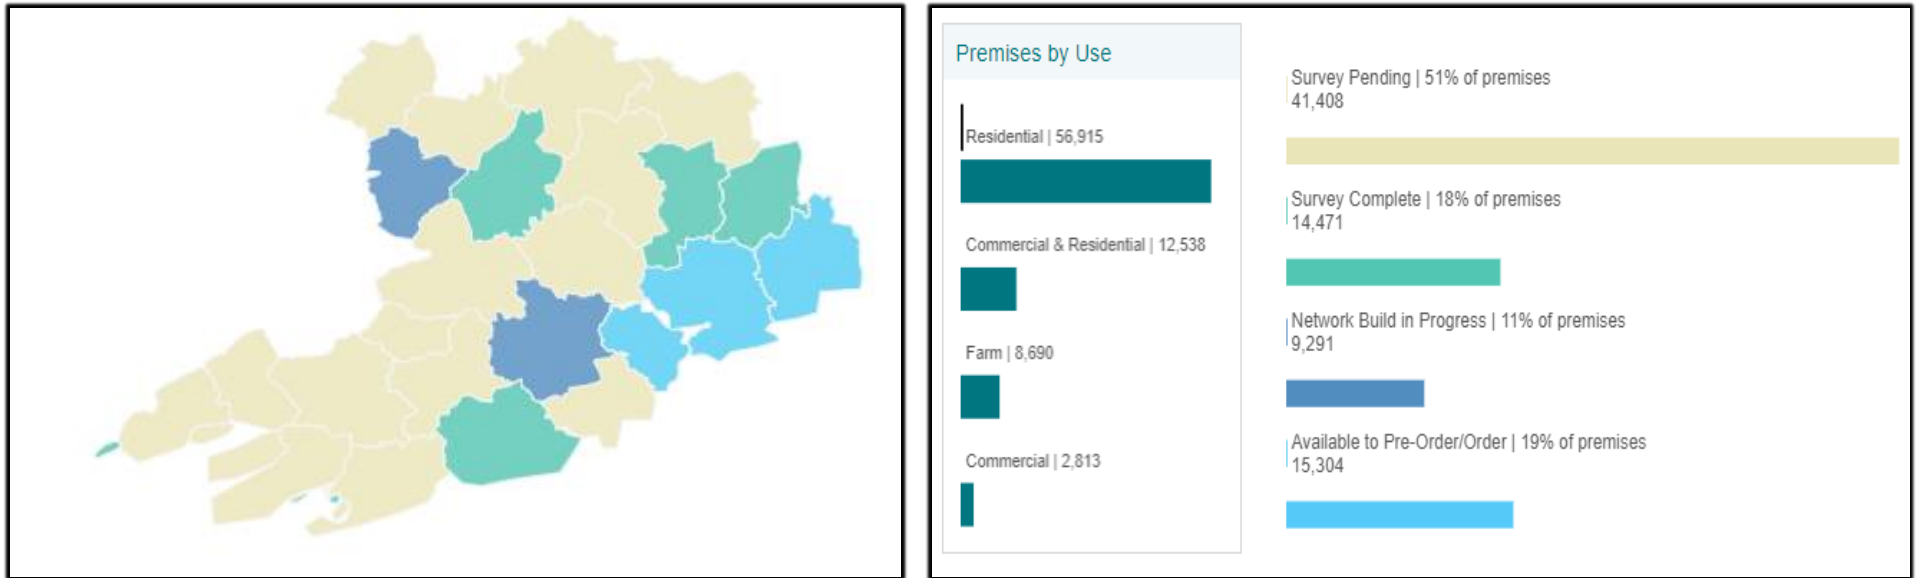 Premises by Use
Residential | 56,915
Commercial & Residential | 12,538
Farm | 8,690
Commercial | 2,813
Survey Pending | 51% of premises
41,408
Survey Complete | 18% of premises
14,471
Network Build in Progress | 11% of premises
9,291
Available to Pre-Order/Order | 19% of premises
15,304